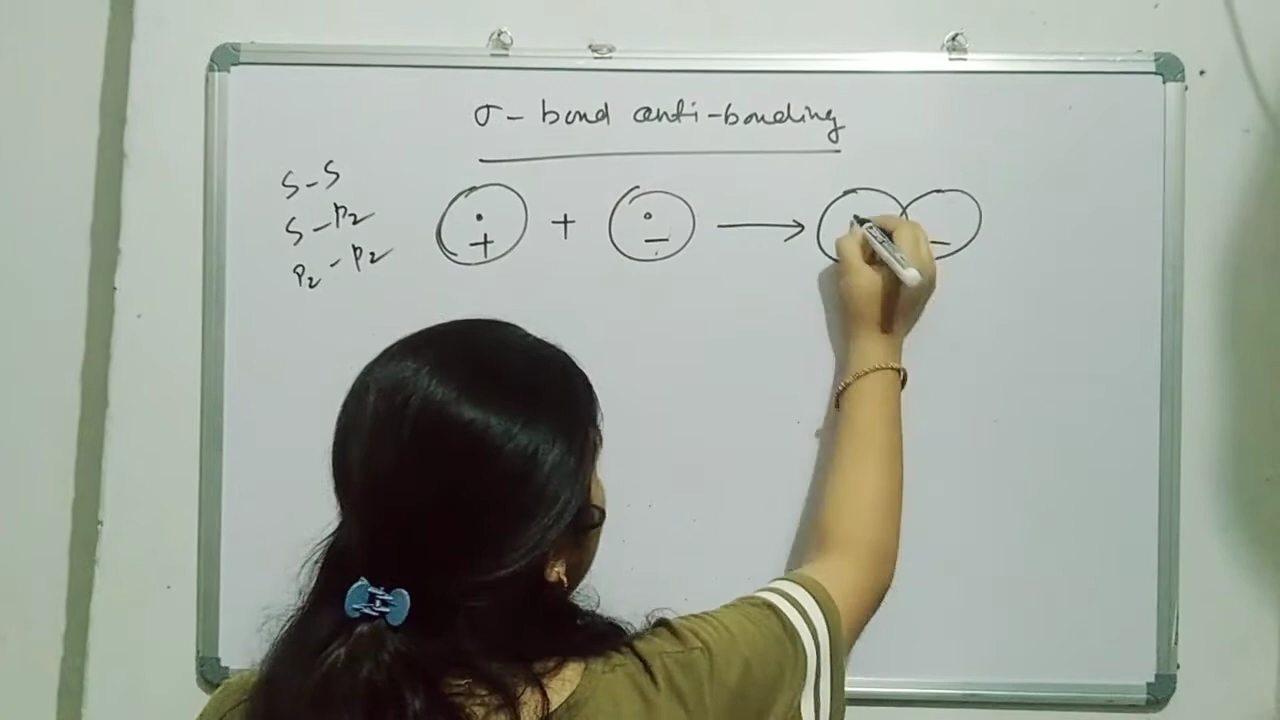 σ- bond anti-bonding
S-S
S-Pz
Pz-Pz
+ + − → −